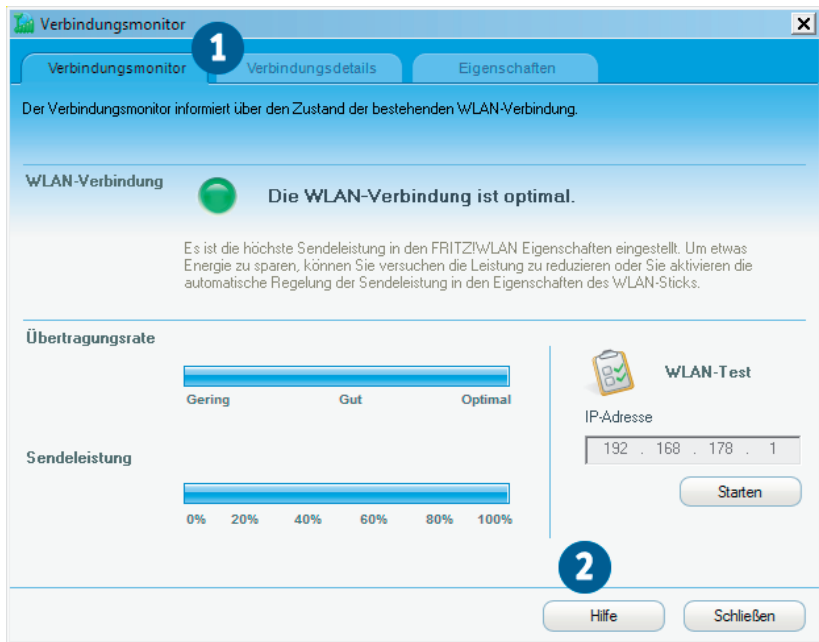 Verbindungsmonitor
1
Verbindungsmonitor
Verbindungsdetails
Eigenschaften
Der Verbindungsmonitor informiert über den Zustand der bestehenden WLAN-Verbindung.
WLAN-Verbindung
Die WLAN-Verbindung ist optimal.
Es ist die höchste Sendeleistung in den FRITZ!WLAN Eigenschaften eingestellt. Um etwas
Energie zu sparen, können Sie versuchen die Leistung zu reduzieren oder Sie aktivieren die
automatische Regelung der Sendeleistung in den Eigenschaften des WLAN-Sticks.
Übertragungsrate
Gering Gut Optimal
Sendeleistung
0% 20% 40% 60% 80% 100%
WLAN-Test
IP-Adresse
192 . 168 . 178 . 1
Starten
2
Hilfe
Schließen